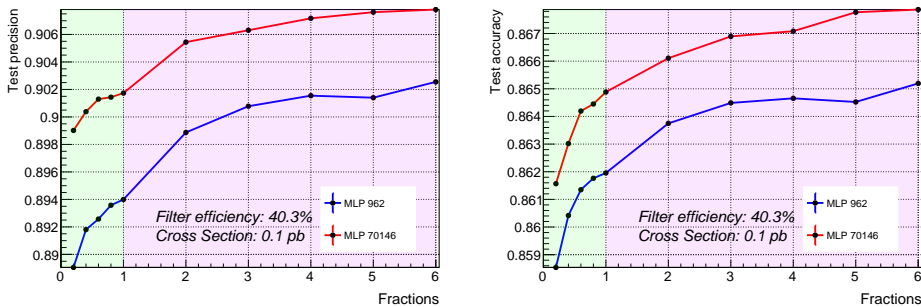 Test precision
0.906
0.904
0.902
0.9
0.898
0.896
0.894
0.892
0.89
Filter efficiency: 40.3%
Cross Section: 0.1 pb
MLP 962
MLP 70146
0 1 2 3 4 5 6
Fractions
Test accuracy
0.867
0.866
0.865
0.864
0.863
0.862
0.861
0.859
Filter efficiency: 40.3%
Cross Section: 0.1 pb
MLP 962
MLP 70146
0 1 2 3 4 5 6
Fractions